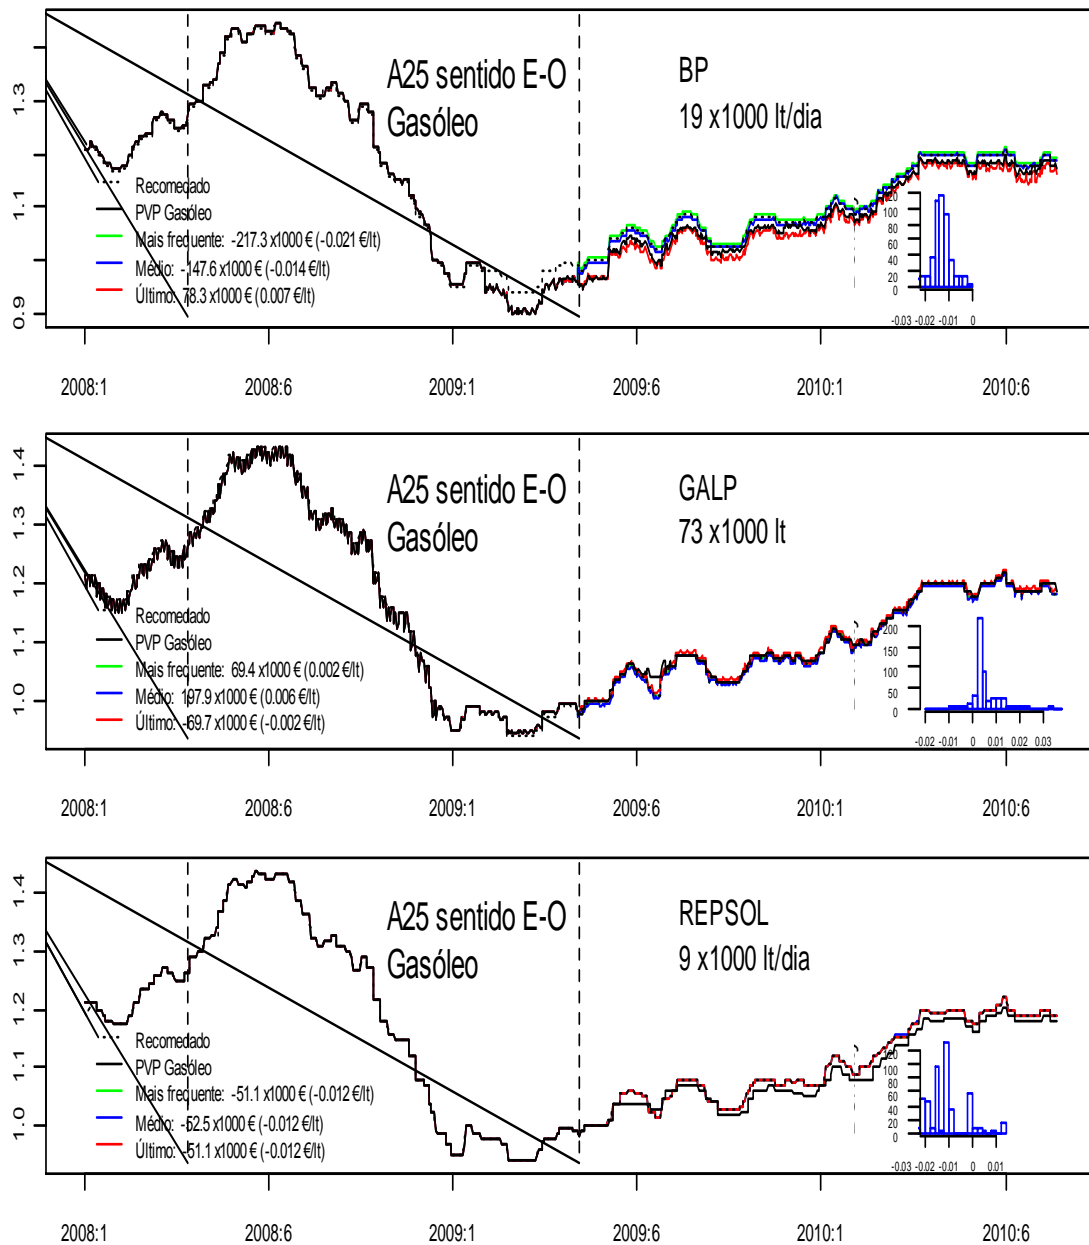 A25 sentido E-O
Gasóleo
BP
19 x1000 lt/dia
1.3
1.1
0.9
Recomedado
PVP Gasóleo
Mais frequente: -217.3 x1000 € (-0.021 €/lt)
Médio: -147.6 x1000 € (-0.014 €/lt)
Último: 78.3 x1000 € (0.007 €/lt)
120
80
60
40
20
0
-0.03 -0.02 -0.01 0
2008:1 2008:6 2009:1 2009:6 2010:1 2010:6
A25 sentido E-O
Gasóleo
GALP
73 x1000 lt
1.4
1.3
1.2
1.1
1.0
Recomedado
PVP Gasóleo
Mais frequente: 69.4 x1000 € (0.002 €/lt)
Médio: 197.9 x1000 € (0.006 €/lt)
Último: -69.7 x1000 € (-0.002 €/lt)
200
150
100
50
0
-0.02 -0.01 0 0.01 0.02 0.03
2008:1 2008:6 2009:1 2009:6 2010:1 2010:6
A25 sentido E-O
Gasóleo
REPSOL
9 x1000 lt/dia
1.4
1.3
1.2
1.1
1.0
Recomedado
PVP Gasóleo
Mais frequente: -51.1 x1000 € (-0.012 €/lt)
Médio: -52.5 x1000 € (-0.012 €/lt)
Último: -51.1 x1000 € (-0.012 €/lt)
120
80
60
40
20
0
-0.03 -0.02 -0.01 0 0.01
2008:1 2008:6 2009:1 2009:6 2010:1 2010:6